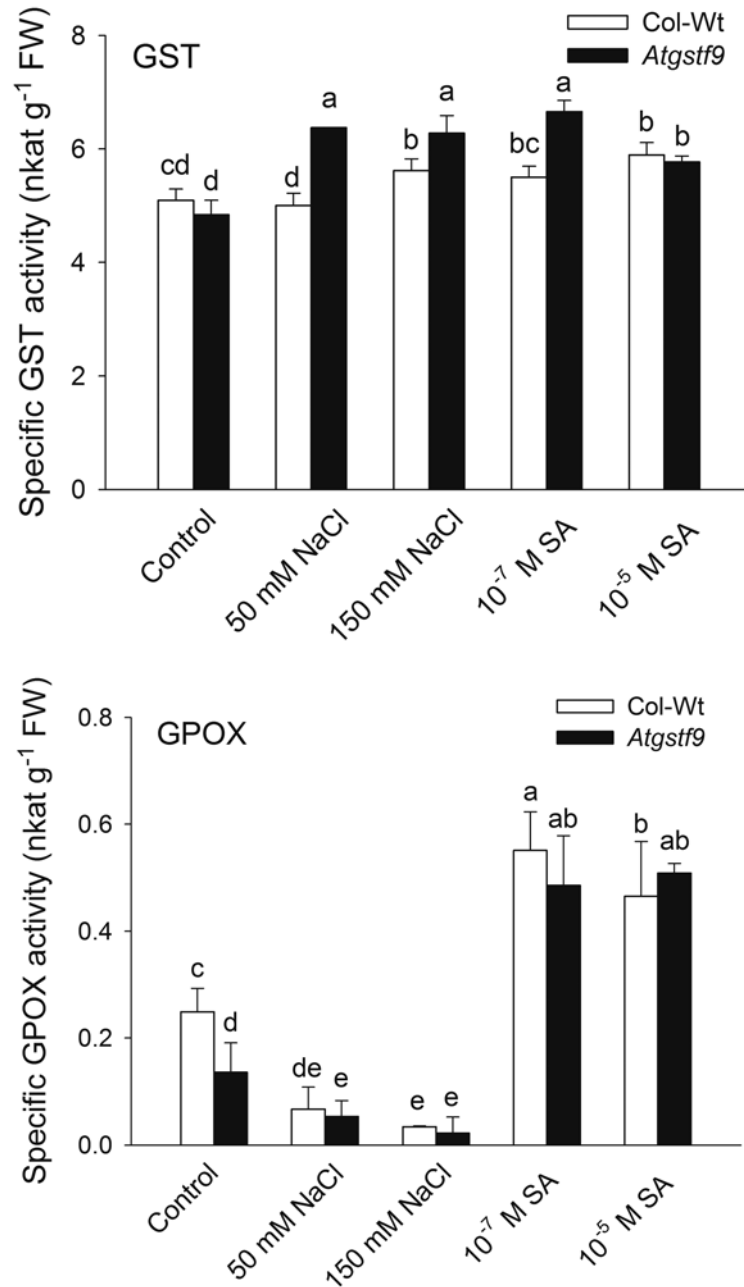 Specific GST activity (nkat g⁻¹ FW)
GST
Col-Wt
Atgstf9
8
6
4
2
0
cd
d
d
a
b
a
bc
a
b
b
Control
50 mM NaCl
150 mM NaCl
10⁻⁷ M SA
10⁻⁵ M SA
Specific GPOX activity (nkat g⁻¹ FW)
GPOX
Col-Wt
Atgstf9
0.8
0.6
0.4
0.2
0.0
c
d
de
e
e
e
a
ab
b
ab
Control
50 mM NaCl
150 mM NaCl
10⁻⁷ M SA
10⁻⁵ M SA